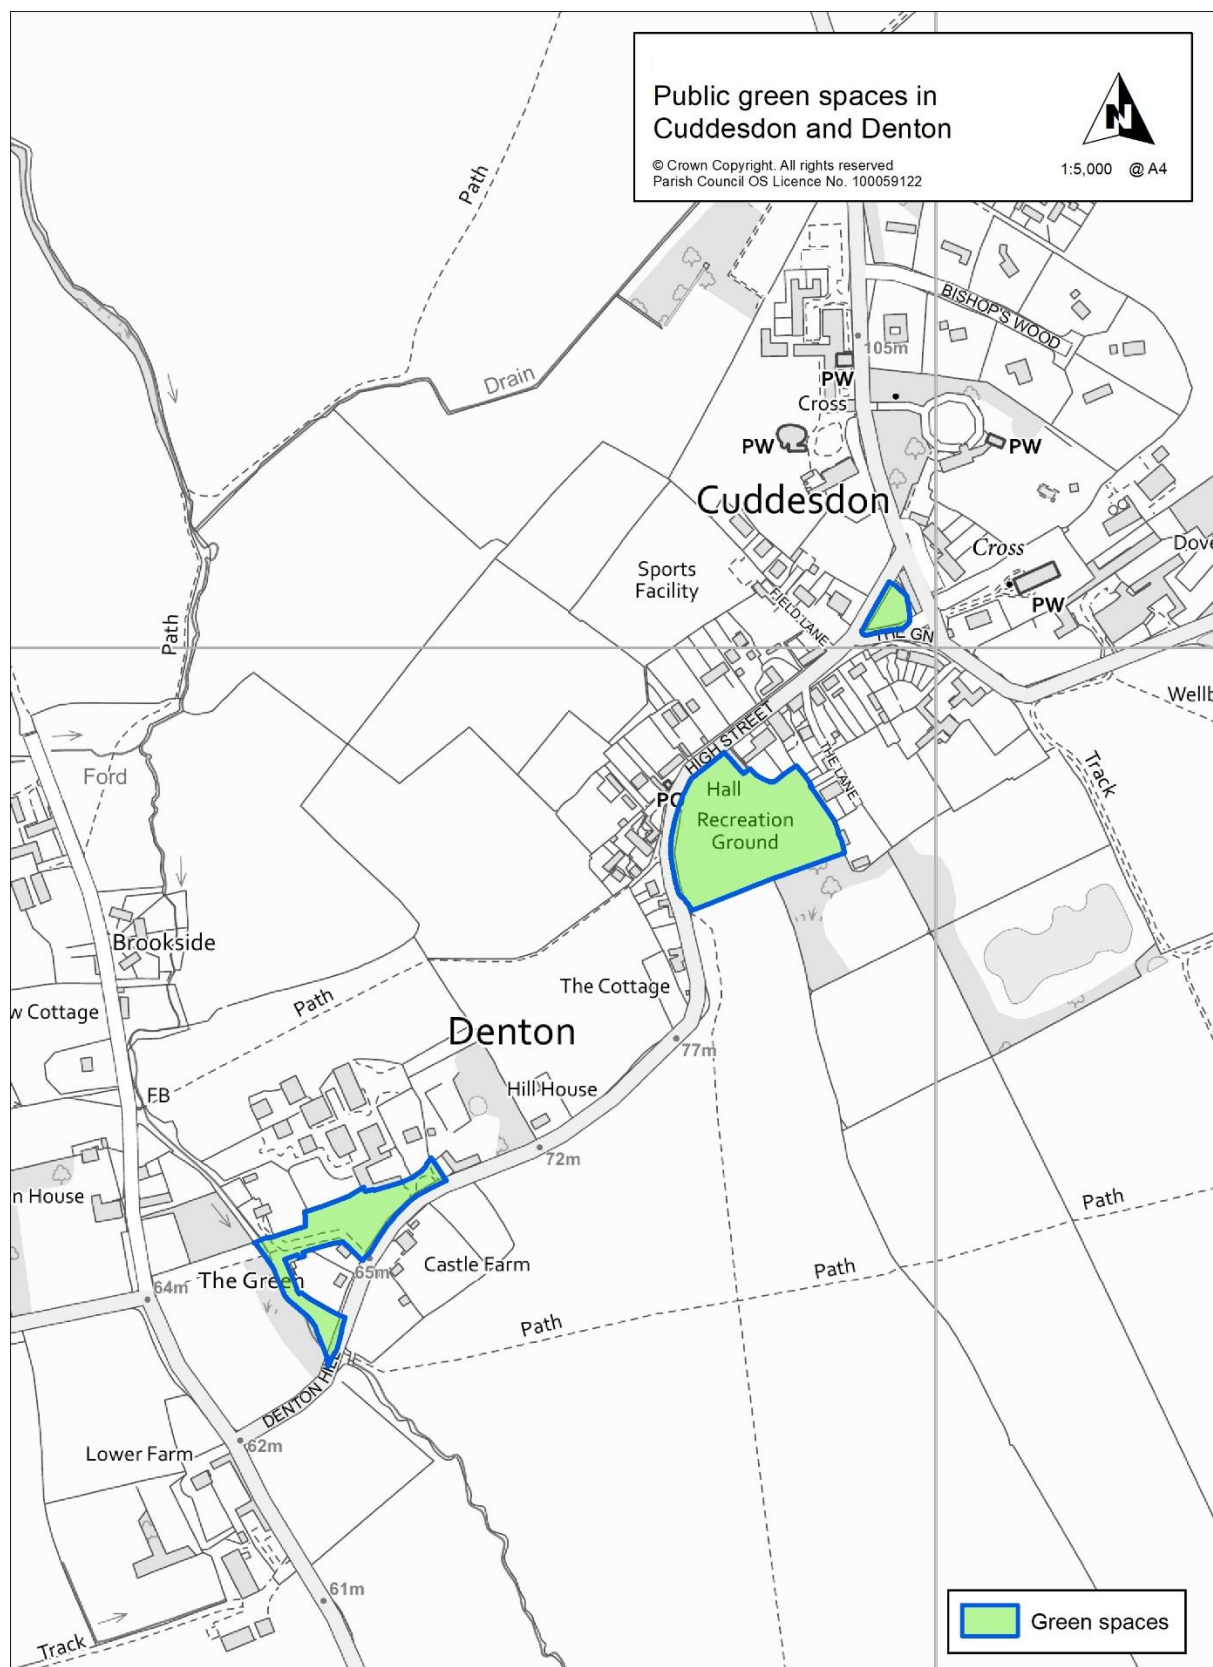 Public green spaces in
Cuddesdon and Denton
N
© Crown Copyright. All rights reserved
Parish Council OS Licence No. 100059122
1:5,000 @ A4
Path
BISHOP'S WOOD
105m
Drain
PW
Cross
PW
PW
Cuddesdon
Cross
Dove
Sports
Facility
FIELD LANE
PW
THE GN
Path
Wellb
HIGH STREET
THE LANE
Track
Ford
PO
Hall
Recreation
Ground
Brookside
The Cottage
w Cottage
Path
Denton
77m
Hill House
FB
72m
n House
Path
Castle Farm
65m
The Green
64m
Path
Path
DENTON HILL
62m
Lower Farm
61m
Track
Green spaces